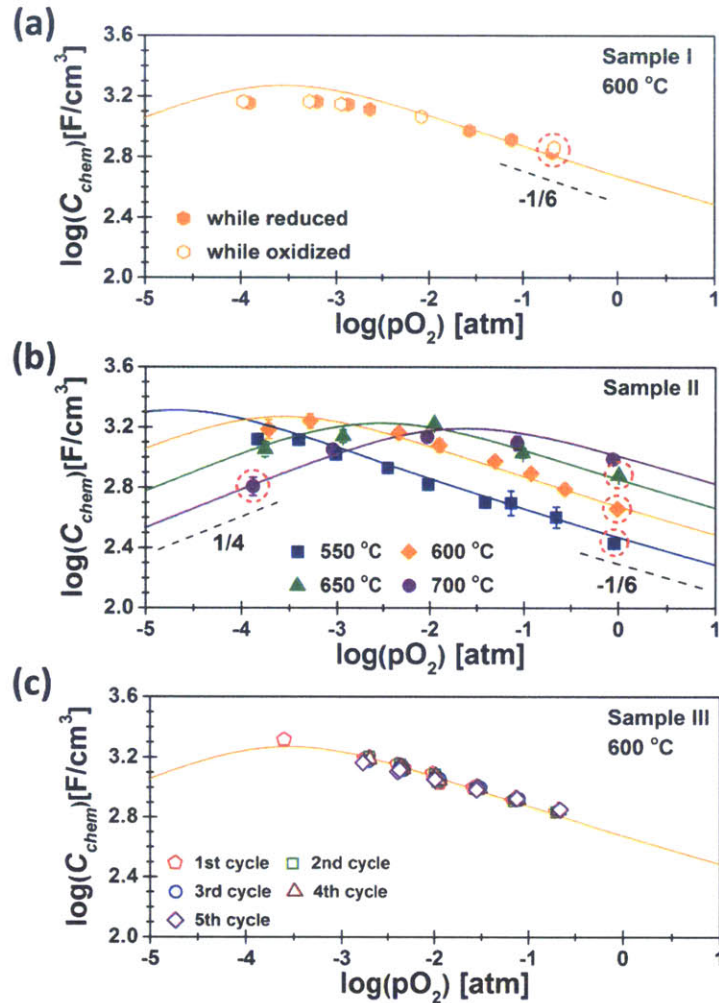 (a)
3.6
3.2
2.8
2.4
2.0
log(C_chem)[F/cm³]
Sample I
600 °C
-1/6
while reduced
while oxidized
-5 -4 -3 -2 -1 0 1
log(pO₂) [atm]
(b)
3.6
3.2
2.8
2.4
2.0
log(C_chem)[F/cm³]
Sample II
1/4
-1/6
550 °C 600 °C
650 °C 700 °C
-5 -4 -3 -2 -1 0 1
log(pO₂) [atm]
(c)
3.6
3.2
2.8
2.4
2.0
log(C_chem)[F/cm³]
Sample III
600 °C
1st cycle 2nd cycle
3rd cycle 4th cycle
5th cycle
-5 -4 -3 -2 -1 0 1
log(pO₂) [atm]